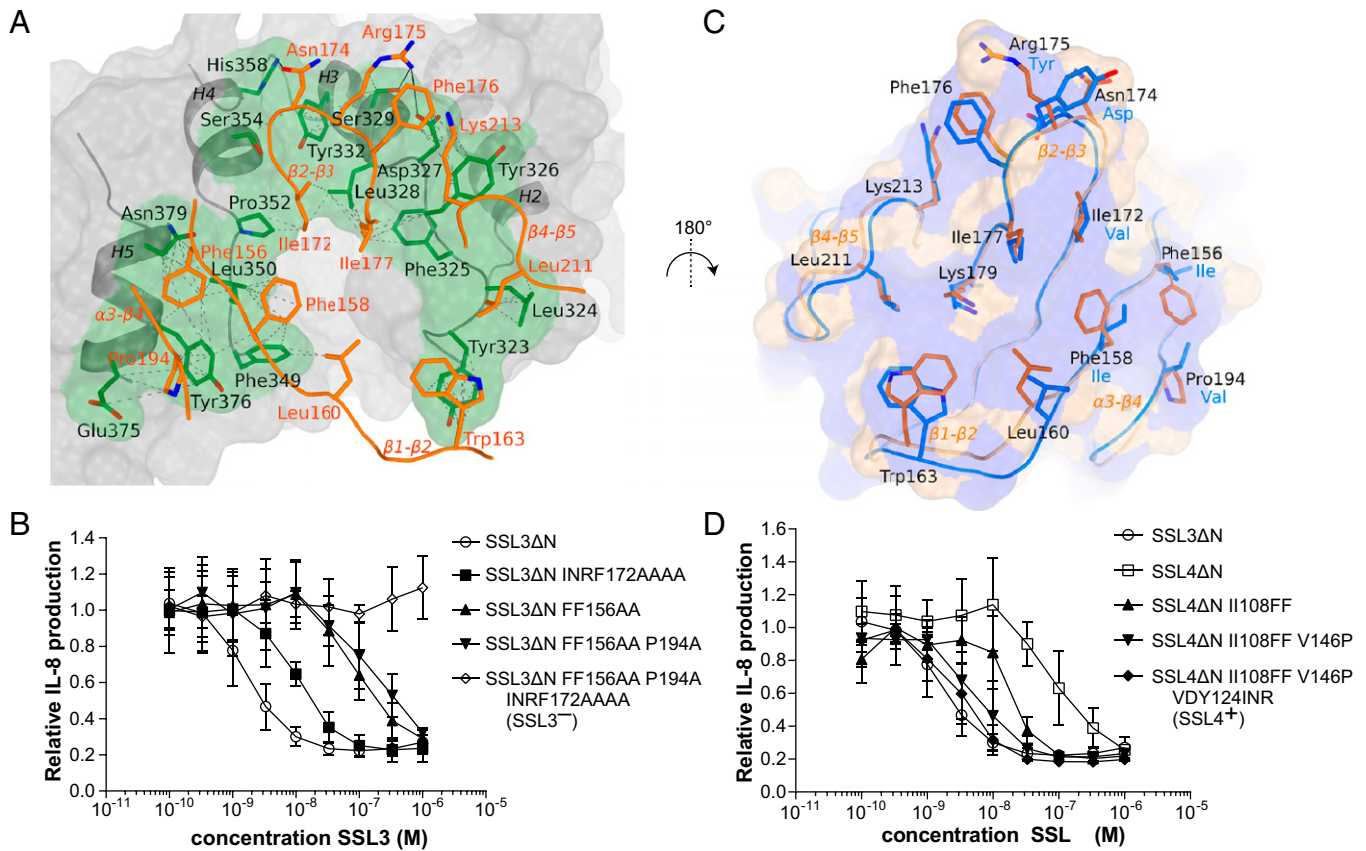 A
Arg175
Asn174
His358
H3
Phe176
H4
Ser329
Lys213
Ser354
Tyr332
Asp327
Tyr326
β2-β3
Leu328
H2
Asn379
Pro352
β4-β5
H5
Phe156
Ile172
Ile177
Leu211
Leu350
Phe325
α3-β4
Phe158
Leu324
Pro194
Tyr323
Phe349
Tyr376
Leu160
Glu375
β1-β2
Trp163
180°
C
Arg175
Tyr
Phe176
Asn174
Asp
β2-β3
Lys213
Ile172
Val
β4-β5
Ile177
Phe156
Ile
Leu211
Lys179
Phe158
Ile
Pro194
Val
α3-β4
β1-β2
Leu160
Trp163
B
Relative IL-8 production
1.4
1.2
1.0
0.8
0.6
0.4
0.2
0.0
10-11 10-10 10-9 10-8 10-7 10-6 10-5
concentration SSL3 (M)
SSL3ΔN
SSL3ΔN INRF172AAAA
SSL3ΔN FF156AA
SSL3ΔN FF156AA P194A
SSL3ΔN FF156AA P194A
INRF172AAAA
(SSL3−)
D
Relative IL-8 production
1.6
1.4
1.2
1.0
0.8
0.6
0.4
0.2
0.0
10-11 10-10 10-9 10-8 10-7 10-6 10-5
concentration SSL (M)
SSL3ΔN
SSL4ΔN
SSL4ΔN II108FF
SSL4ΔN II108FF V146P
SSL4ΔN II108FF V146P
VDY124INR
(SSL4+)